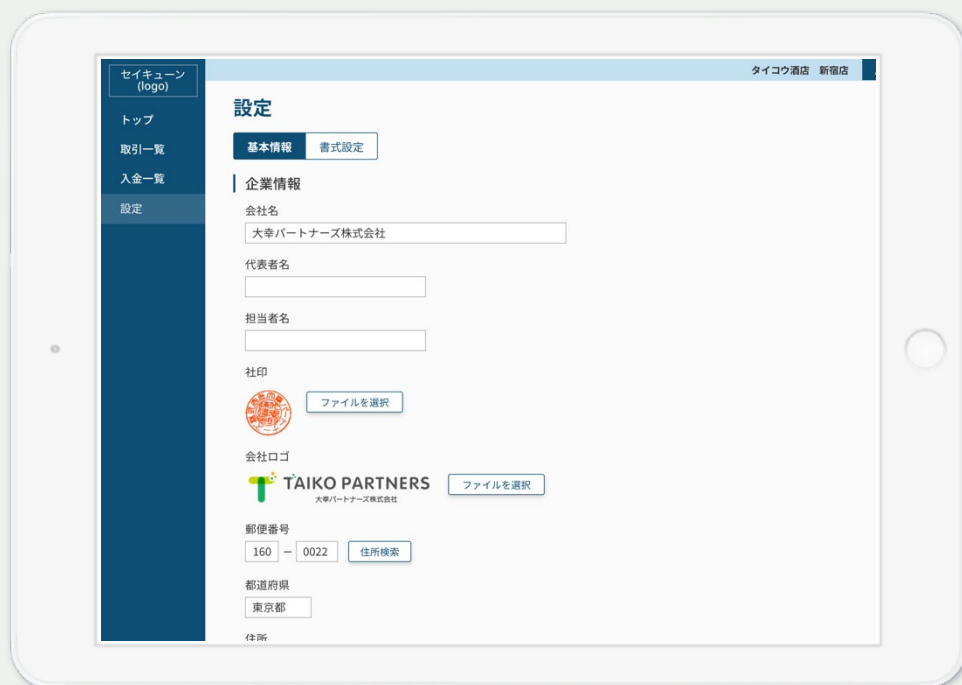 セイキューン
(logo)
タイコウ酒店 新宿店
トップ
取引一覧
入金一覧
設定
設定
基本情報 書式設定
企業情報
会社名
大幸パートナーズ株式会社
代表者名
担当者名
社印
ファイルを選択
会社ロゴ
TAIKO PARTNERS
大幸パートナーズ株式会社
ファイルを選択
郵便番号
160 － 0022 住所検索
都道府県
東京都
住所